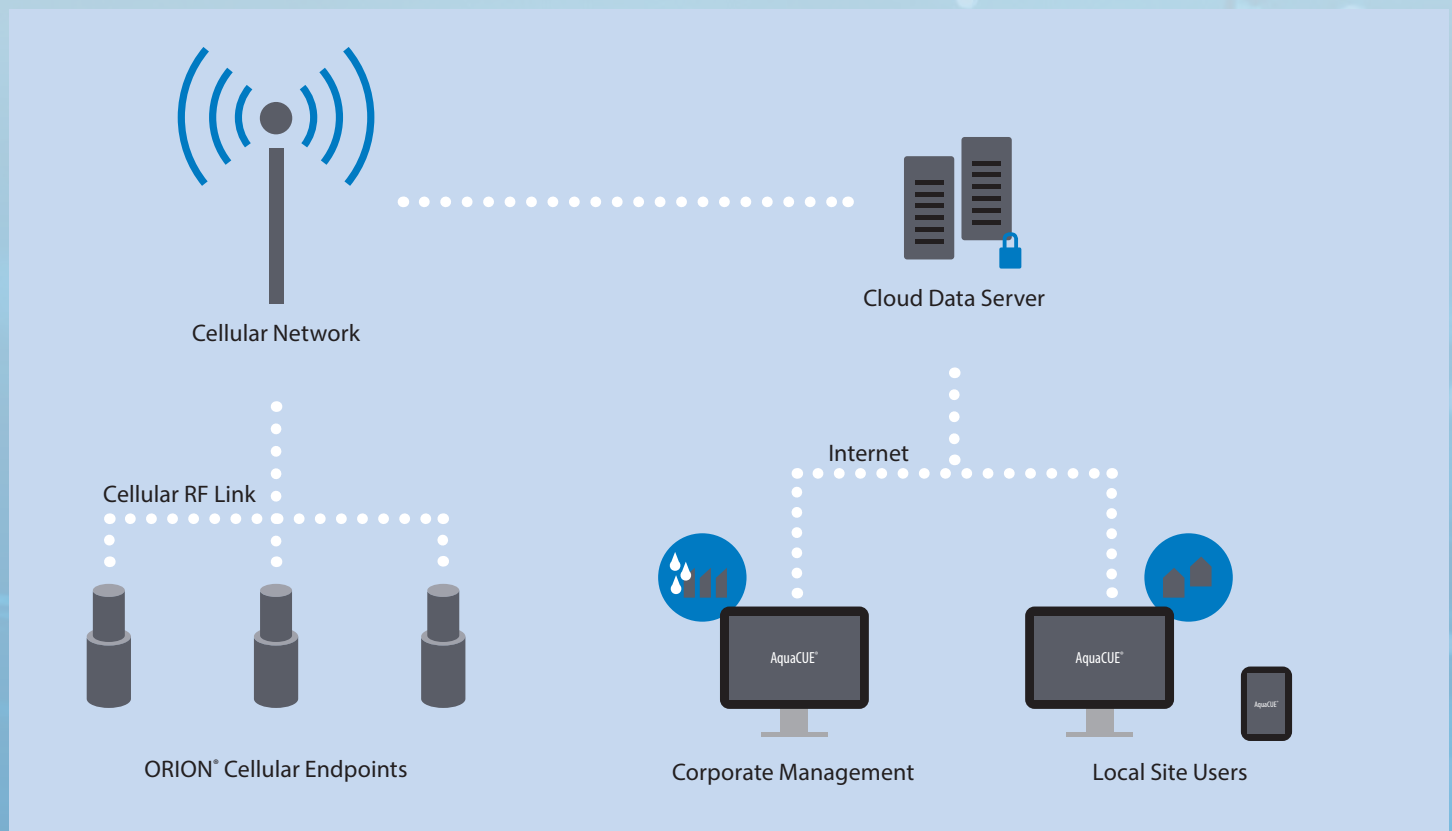 Cloud Data Server
Cellular Network
Internet
Cellular RF Link
AquaCUE®
AquaCUE®
AquaCUE®
ORION® Cellular Endpoints
Corporate Management
Local Site Users